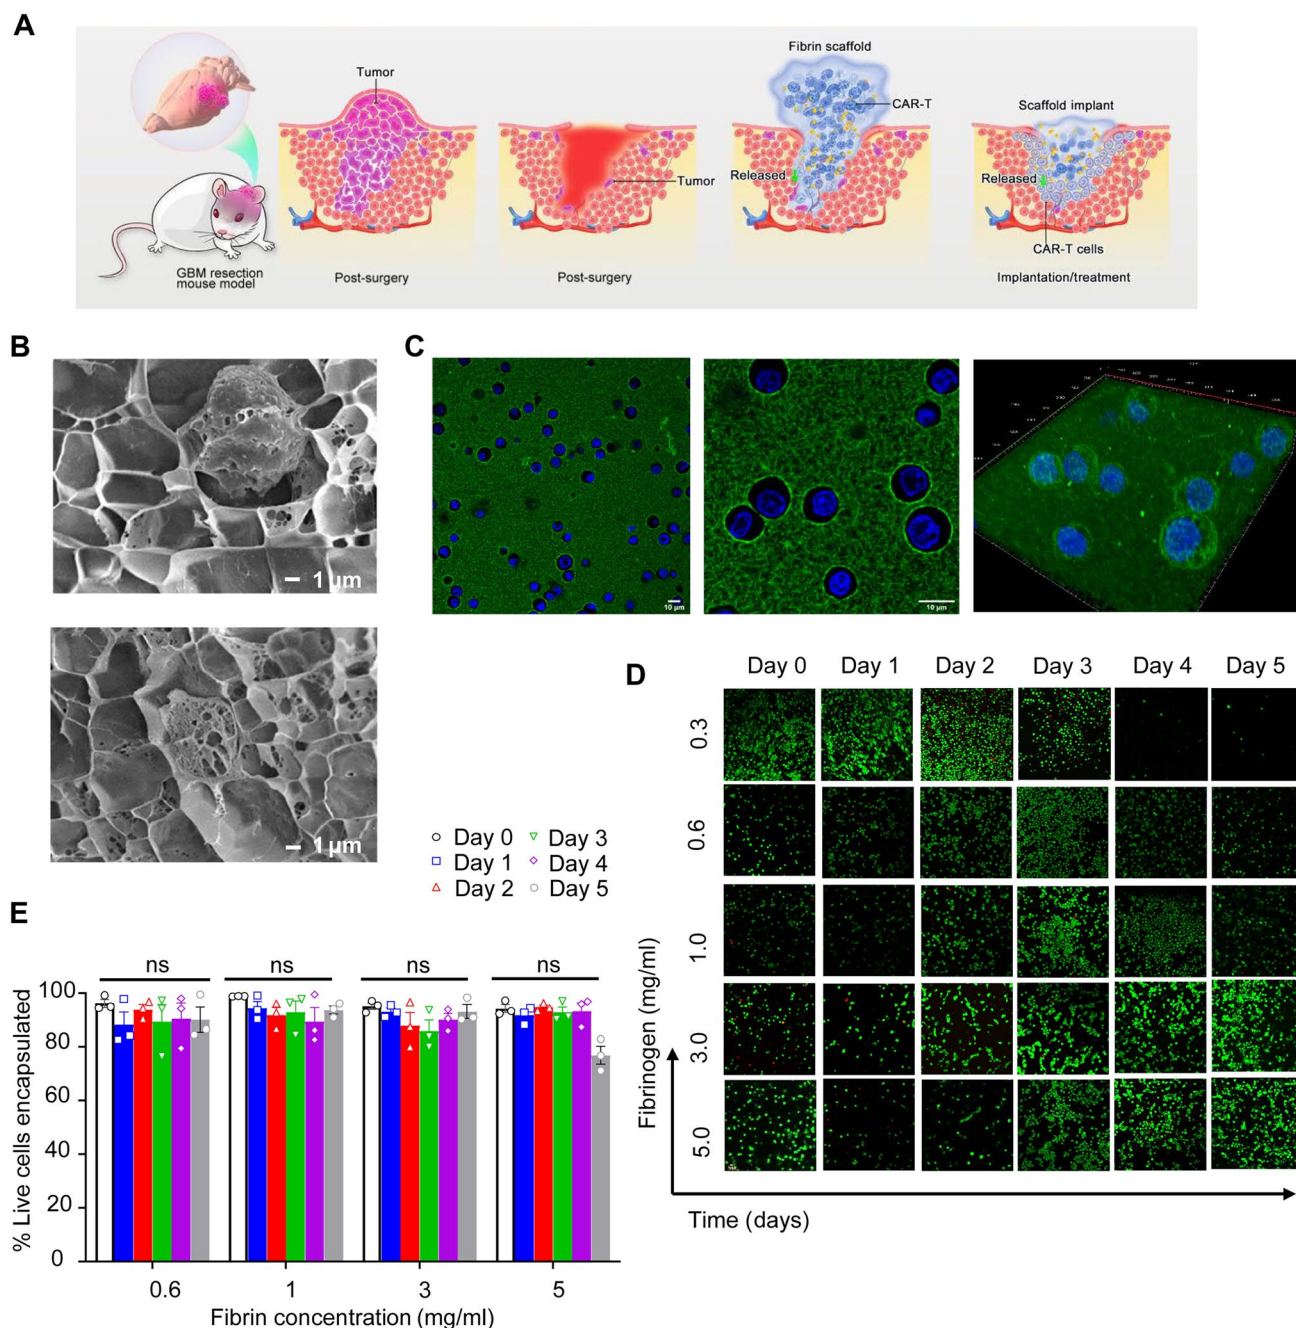 A
Tumor
Fibrin scaffold
CAR-T
Scaffold implant
Released
Tumor
Released
CAR-T cells
GBM resection
mouse model
Post-surgery
Post-surgery
Implantation/treatment
B
1 µm
1 µm
C
10 µm
10 µm
D
Day 0 Day 1 Day 2 Day 3 Day 4 Day 5
0.3
0.6
1.0
3.0
5.0
Fibrinogen (mg/ml)
Time (days)
Day 0 Day 3
Day 1 Day 4
Day 2 Day 5
E
ns ns ns ns
100
80
60
40
20
0
% Live cells encapsulated
0.6 1 3 5
Fibrin concentration (mg/ml)